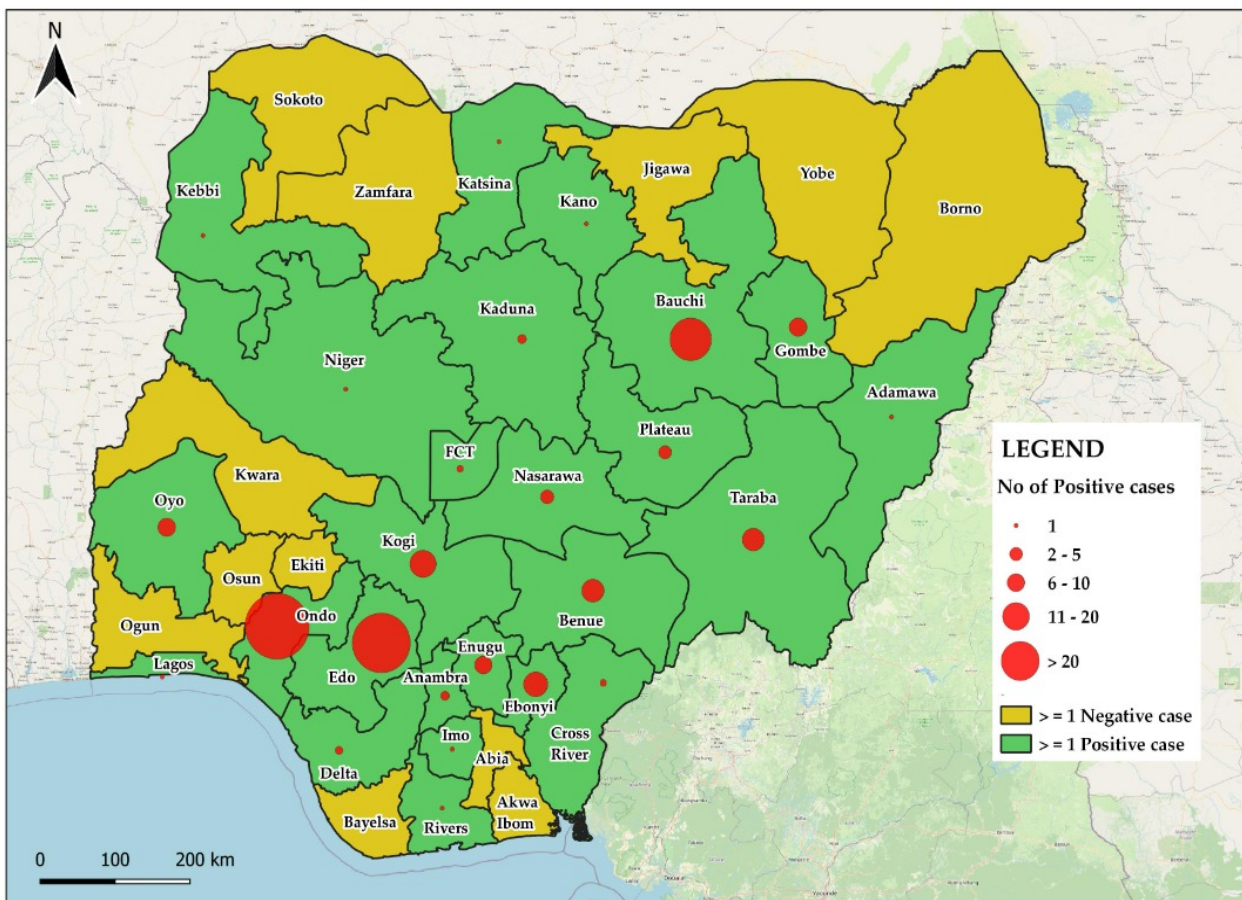 N
Sokoto
Kebbi
Zamfara
Katsina
Kano
Jigawa
Yobe
Borno
Kaduna
Bauchi
Gombe
Niger
Adamawa
Plateau
FCT
Nasarawa
Taraba
Kwara
Oyo
Kogi
Osun
Ekiti
Ondo
Ogun
Benue
Lagos
Edo
Enugu
Anambra
Ebonyi
Cross
River
Imo
Abia
Delta
Akwa
Ibom
Bayelsa
Rivers
LEGEND
No of Positive cases
1
2 - 5
6 - 10
11 - 20
> 20
> = 1 Negative case
> = 1 Positive case
0 100 200 km